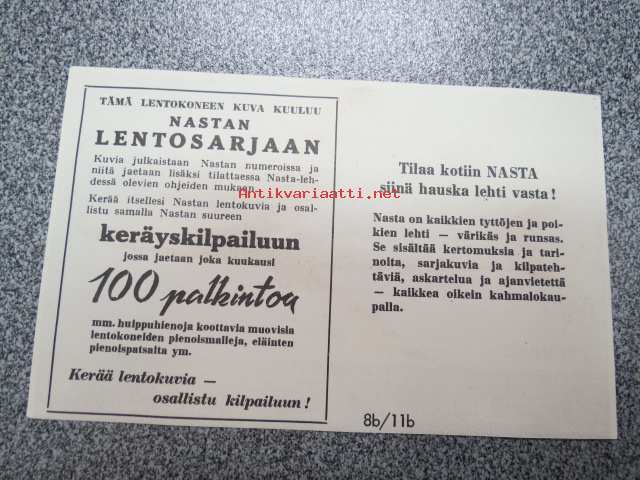 TÄMÄ LENTOKONEEN KUVA KUULUU
NASTAN
LENTOSARJAAN
Kuvia julkaistaan Nastan numeroissa ja
niitä jaetaan lisäksi tilattaessa Nasta-leh-
dessä olevien ohjeiden mukaan.
Kerää itsellesi Nastan lentokuvia ja osal-
listu samalla Nastan suureen
keräyskilpailuun
jossa jaetaan joka kuukausi
100 palkintoa
mm. huippuhienoja koottavia muovisia
lentokoneiden pienoismalleja, eläinten
pienoispatsaita ym.
Kerää lentokuvia —
osallistu kilpailuun!
Tilaa kotiin NASTA
siinä hauska lehti vasta!
Antikvariaatti.net
Nasta on kaikkien tyttöjen ja poi-
kien lehti — värikäs ja runsas.
Se sisältää kertomuksia ja tari-
noita, sarjakuvia ja kilpateh-
täviä, askartelua ja ajanvietettä
— kaikkea oikein kahmalokau-
palla.
8b/11b